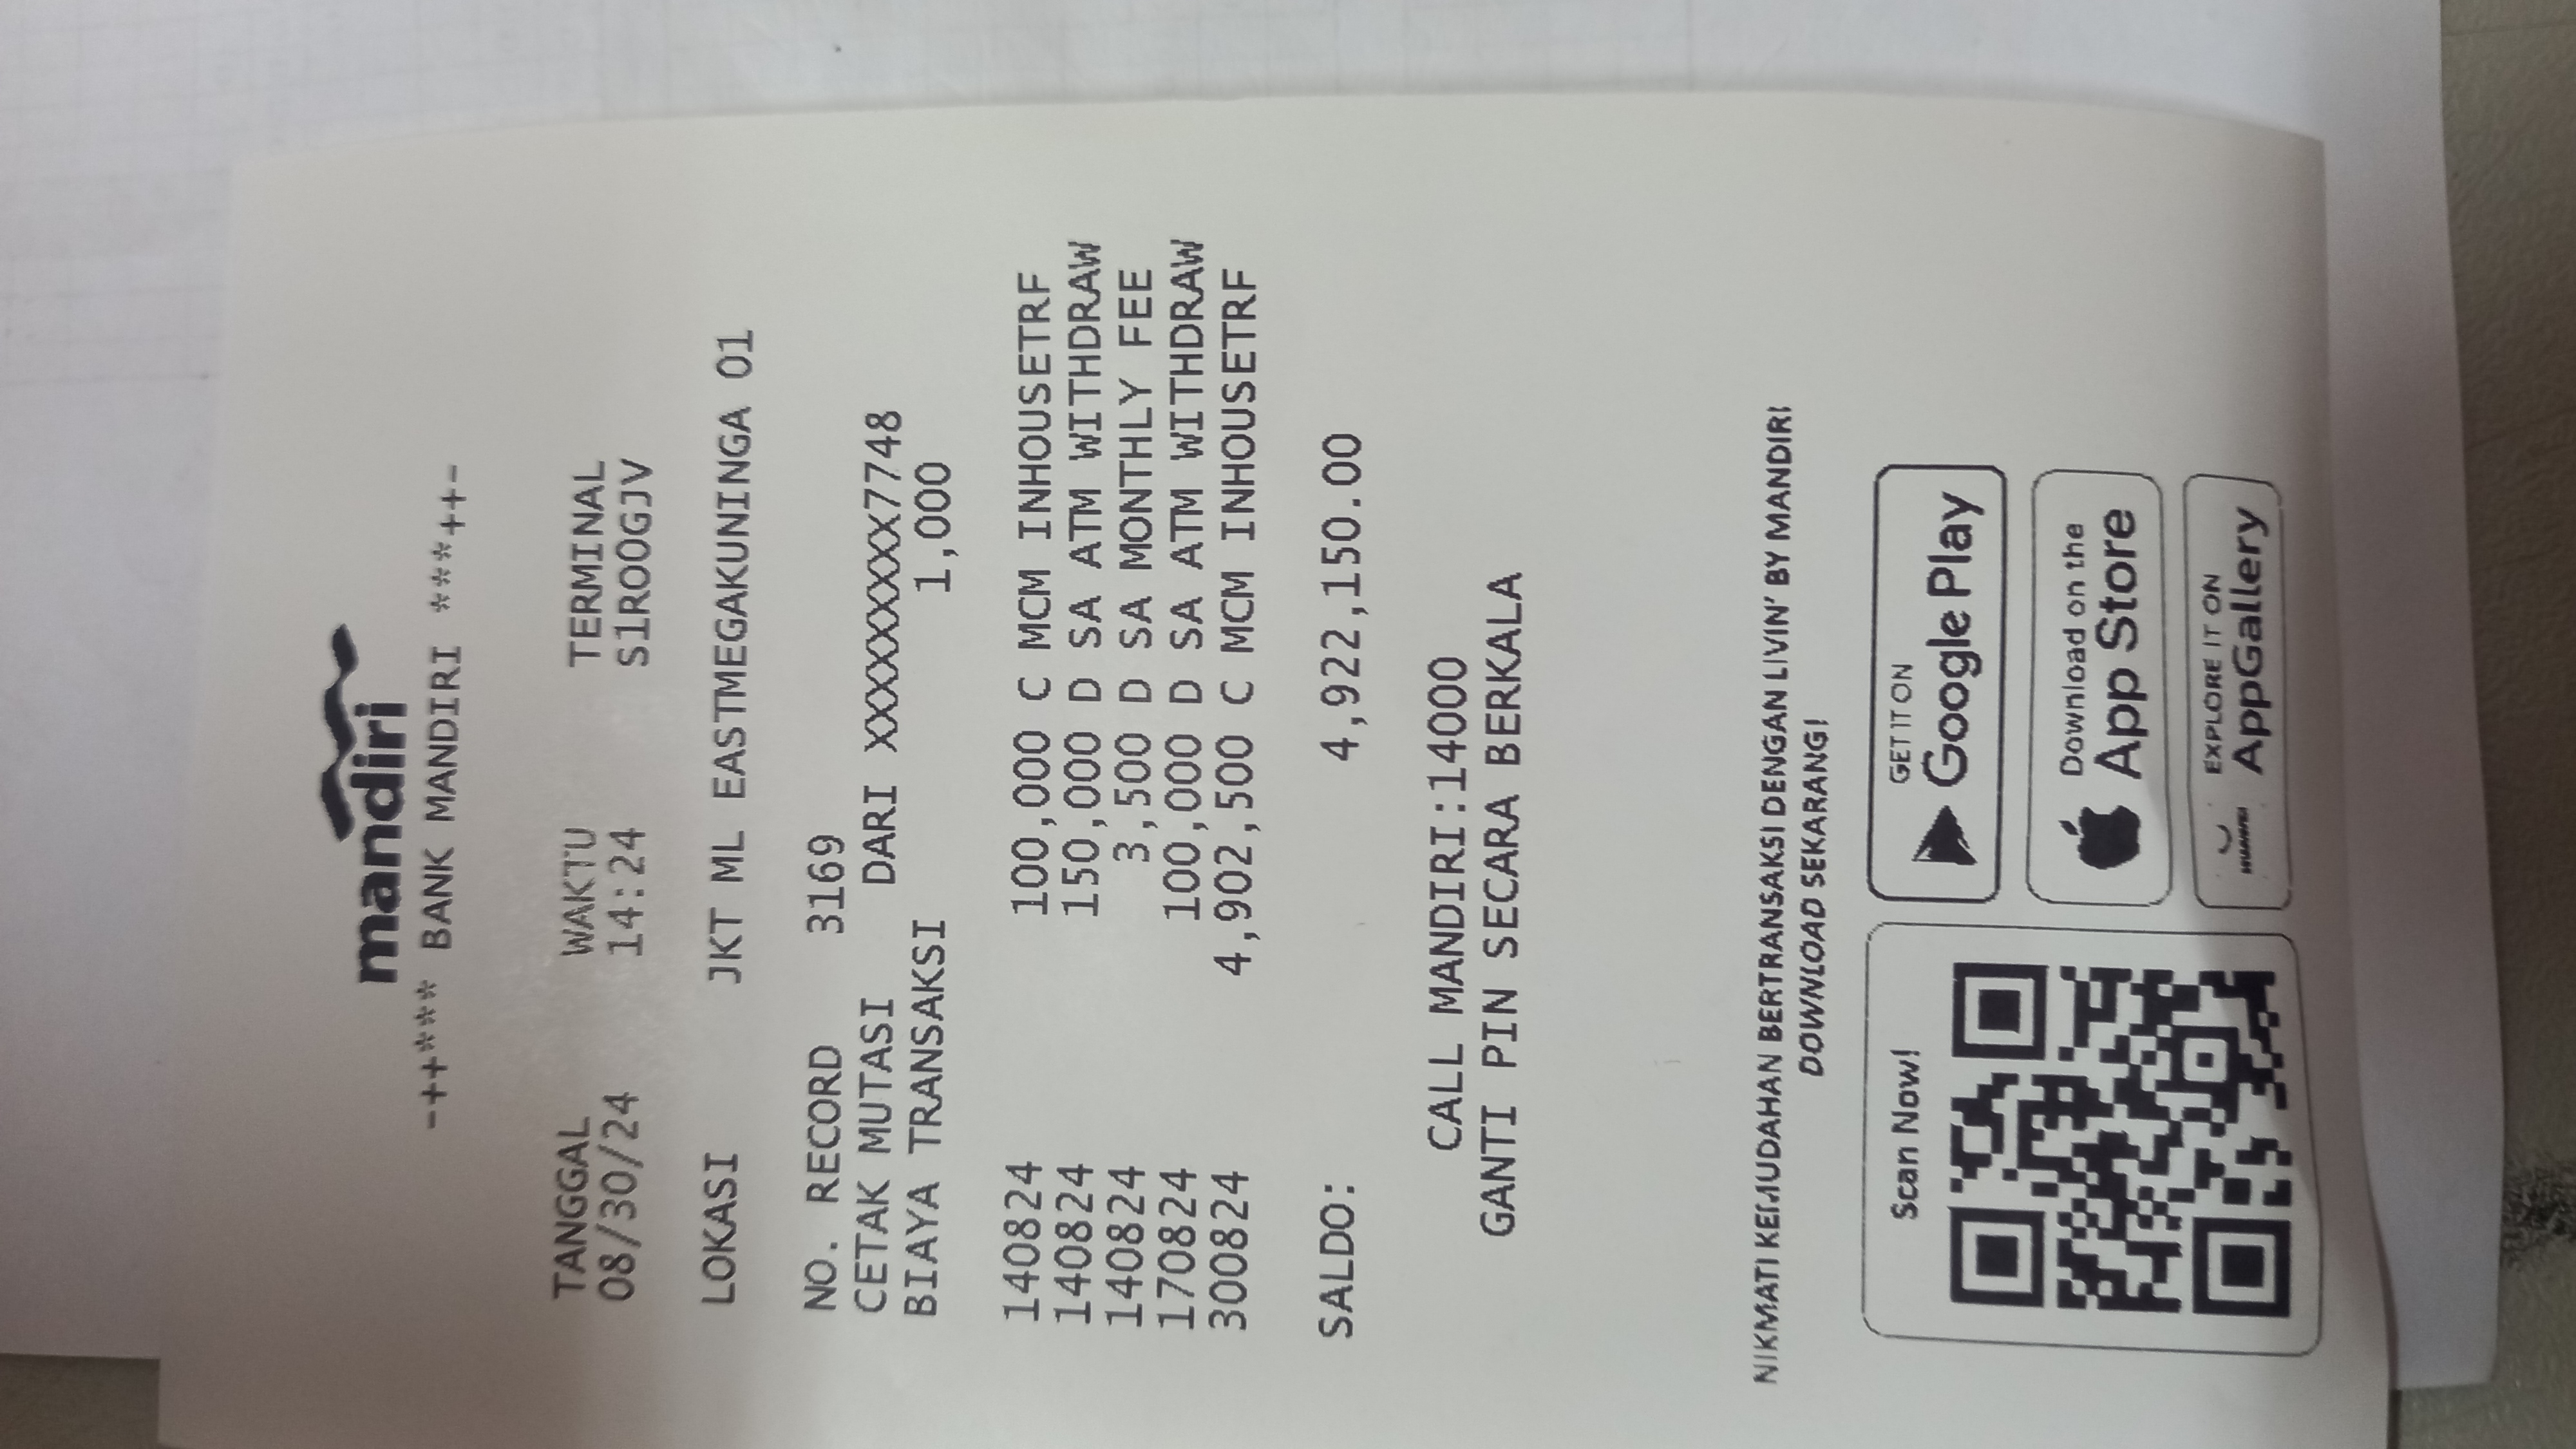 mandiri
-++*** BANK MANDIRI ***++-
TANGGAL WAKTU TERMINAL
08/30/24 14:24 S1ROOGJV
LOKASI JKT ML EASTMEGAKUNINGA 01
NO. RECORD 3169
CETAK MUTASI DARI XXXXXXXXX7748
BIAYA TRANSAKSI 1,000
140824 100,000 C MCM INHOUSETRF
140824 150,000 D SA ATM WITHDRAW
140824 3,500 D SA MONTHLY FEE
170824 100,000 D SA ATM WITHDRAW
300824 4,902,500 C MCM INHOUSETRF
SALDO: 4,922,150.00
CALL MANDIRI:14000
GANTI PIN SECARA BERKALA
NIKMATI KEMUDAHAN BERTRANSAKSI DENGAN LIVIN' BY MANDIRI
DOWNLOAD SEKARANG!
Scan Now!
GET IT ON
Google Play
Download on the
App Store
HUAWEI
EXPLORE IT ON
AppGallery